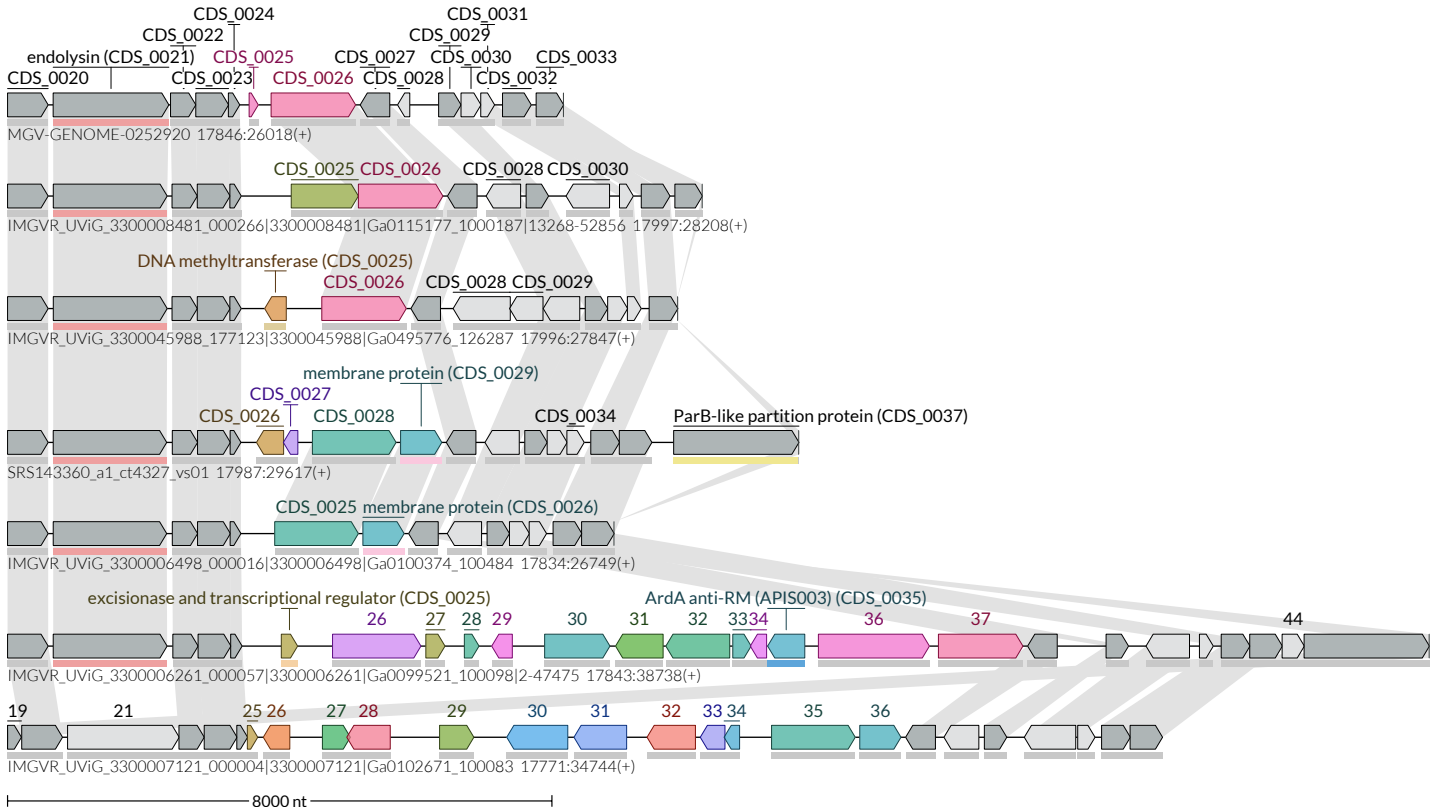 CDS_0024
CDS_0031
CDS_0022
CDS_0029
endolysin (CDS_0021)
CDS_0025
CDS_0027
CDS_0030
CDS_0033
CDS_0020
CDS_0023
CDS_0026
CDS_0028
CDS_0032
MGV-GENOME-0252920 17846:26018(+)
CDS_0025 CDS_0026 CDS_0028 CDS_0030
IMGVR_UViG_3300008481_000266|3300008481|Ga0115177_1000187|13268-52856 17997:28208(+)
DNA methyltransferase (CDS_0025)
CDS_0026 CDS_0028 CDS_0029
IMGVR_UViG_3300045988_177123|3300045988|Ga0495776_126287 17996:27847(+)
membrane protein (CDS_0029)
CDS_0027
CDS_0026 CDS_0028 CDS_0034 ParB-like partition protein (CDS_0037)
SRS143360_a1_ct4327_vs01 17987:29617(+)
CDS_0025 membrane protein (CDS_0026)
IMGVR_UViG_3300006498_000016|3300006498|Ga0100374_100484 17834:26749(+)
excisionase and transcriptional regulator (CDS_0025) ArdA anti-RM (APIS003) (CDS_0035)
26 27 28 29 30 31 32 33 34 36 37 44
IMGVR_UViG_3300006261_000057|3300006261|Ga0099521_100098|2-47475 17843:38738(+)
19 21 25 26 27 28 29 30 31 32 33 34 35 36
IMGVR_UViG_3300007121_000004|3300007121|Ga0102671_100083 17771:34744(+)
8000 nt